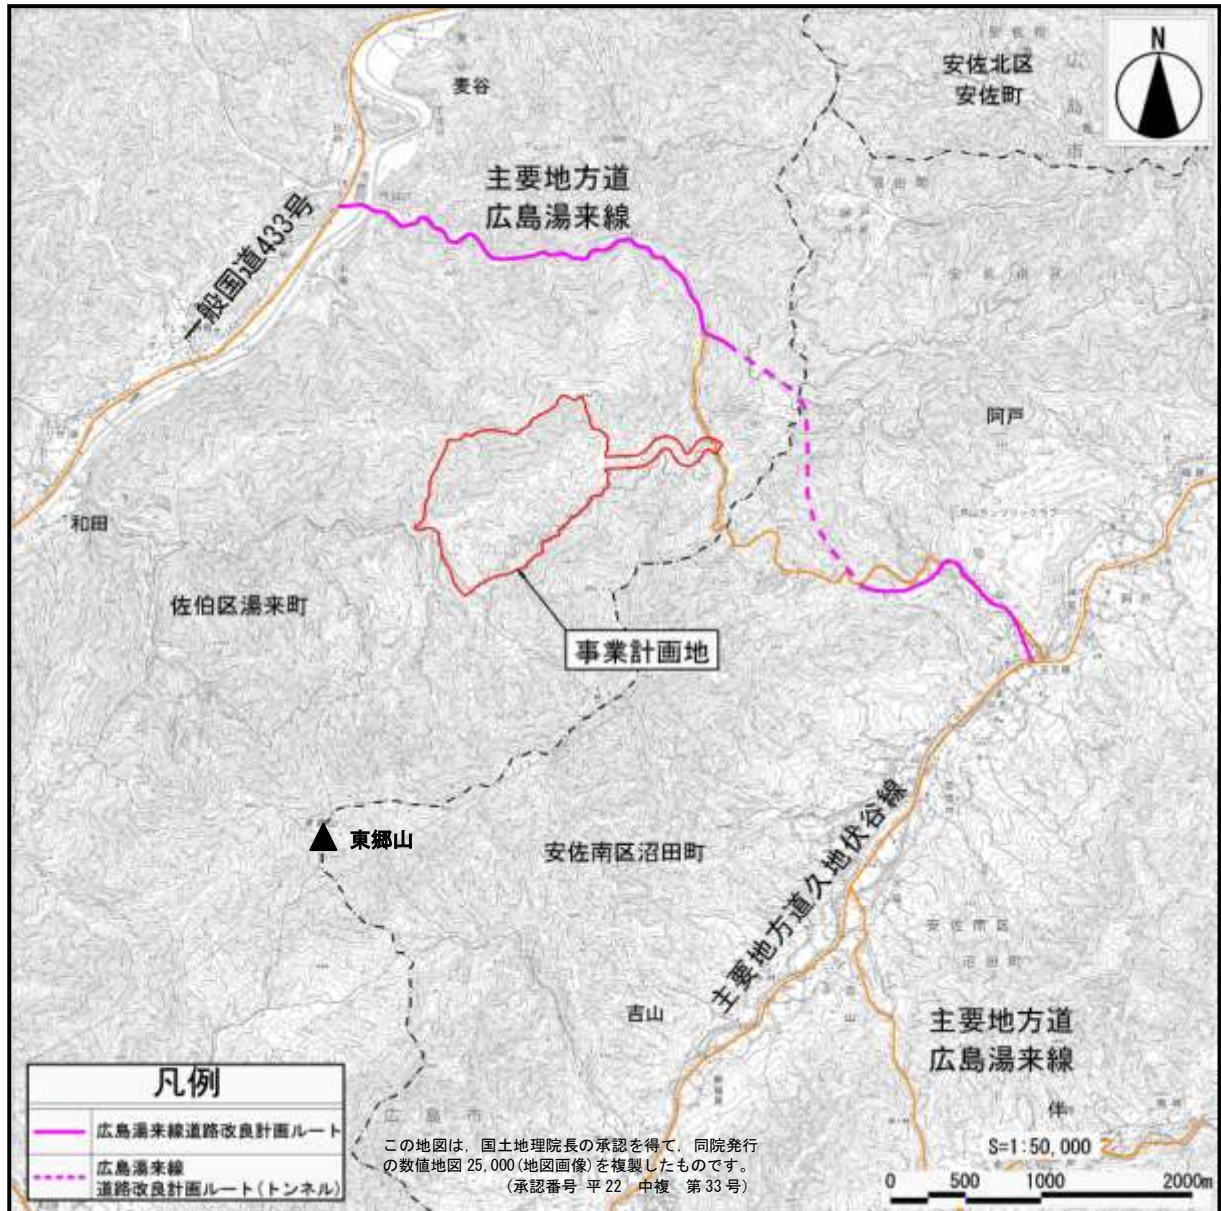 N
安佐北区
安佐町
麦谷
主要地方道
広島湯来線
一般国道433号
阿戸
和田
佐伯区湯来町
事業計画地
東郷山
安佐南区沼田町
主要地方道久地伏谷線
安佐南区
沼田町
吉山
主要地方道
広島湯来線
伴
凡例
広島湯来線道路改良計画ルート
広島湯来線
道路改良計画ルート(トンネル)
広島市
この地図は，国土地理院長の承認を得て，同院発行
の数値地図25,000(地図画像)を複製したものです。
(承認番号 平22 中複 第33号)
S=1:50,000
0 500 1000 2000m